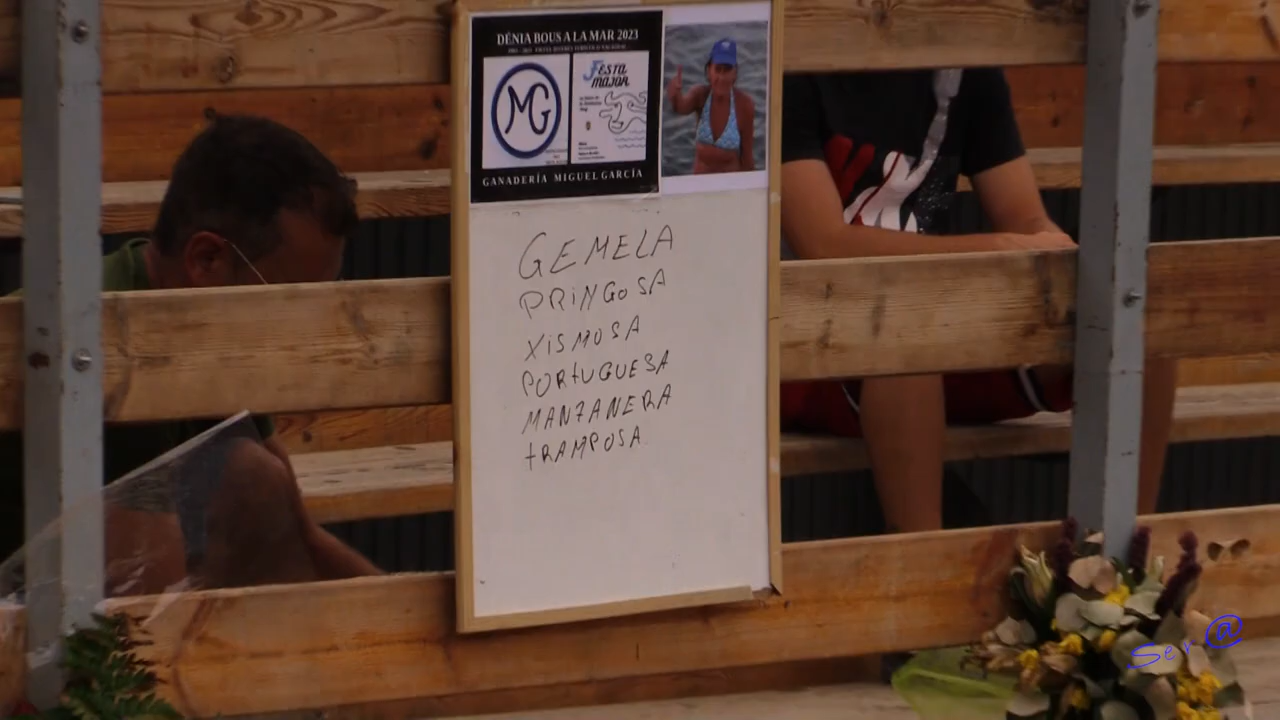 DÉNIA BOUS A LA MAR 2023
MG
FESTA
MAJOR
GANADERÍA MIGUEL GARCÍA
GEMELA
PRINGOSA
XISMOSA
PORTUGUESA
MANZANERA
TRAMPOSA
Ser@